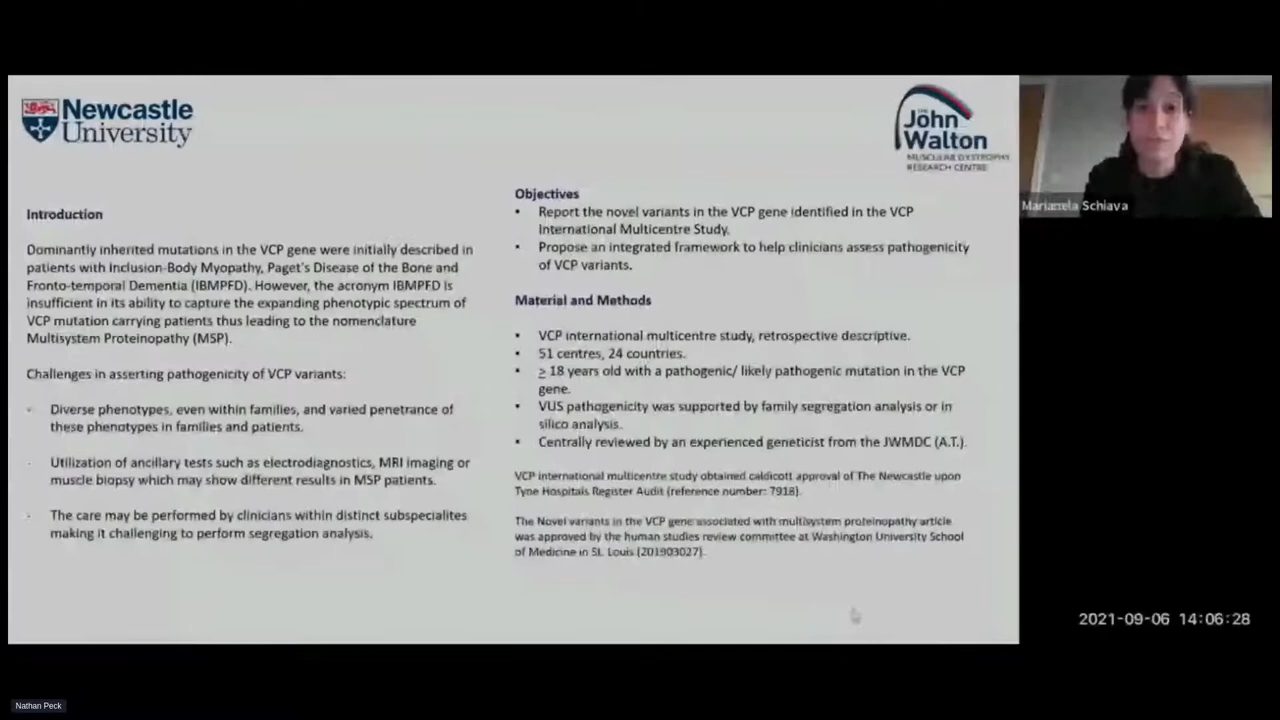 Newcastle
University
THE
John
Walton
MUSCULAR DYSTROPHY
RESEARCH CENTRE
Introduction
Dominantly inherited mutations in the VCP gene were initially described in
patients with Inclusion-Body Myopathy, Paget's Disease of the Bone and
Fronto-temporal Dementia (IBMPFD). However, the acronym IBMPFD is
insufficient in its ability to capture the expanding phenotypic spectrum of
VCP mutation carrying patients thus leading to the nomenclature
Multisystem Proteinopathy (MSP).
Challenges in asserting pathogenicity of VCP variants:
- Diverse phenotypes, even within families, and varied penetrance of
these phenotypes in families and patients.
- Utilization of ancillary tests such as electrodiagnostics, MRI imaging or
muscle biopsy which may show different results in MSP patients.
- The care may be performed by clinicians within distinct subspecialites
making it challenging to perform segregation analysis.
Objectives
• Report the novel variants in the VCP gene identified in the VCP
International Multicentre Study.
• Propose an integrated framework to help clinicians assess pathogenicity
of VCP variants.
Material and Methods
• VCP international multicentre study, retrospective descriptive.
• 51 centres, 24 countries.
• ≥ 18 years old with a pathogenic/ likely pathogenic mutation in the VCP
gene.
• VUS pathogenicity was supported by family segregation analysis or in
silico analysis.
• Centrally reviewed by an experienced geneticist from the JWMDC (A.T.).
VCP international multicentre study obtained caldicott approval of The Newcastle upon
Tyne Hospitals Register Audit (reference number: 7918).
The Novel variants in the VCP gene associated with multisystem proteinopathy article
was approved by the human studies review committee at Washington University School
of Medicine in St. Louis (201903027).
Marianela Schiava
2021-09-06 14:06:28
Nathan Peck